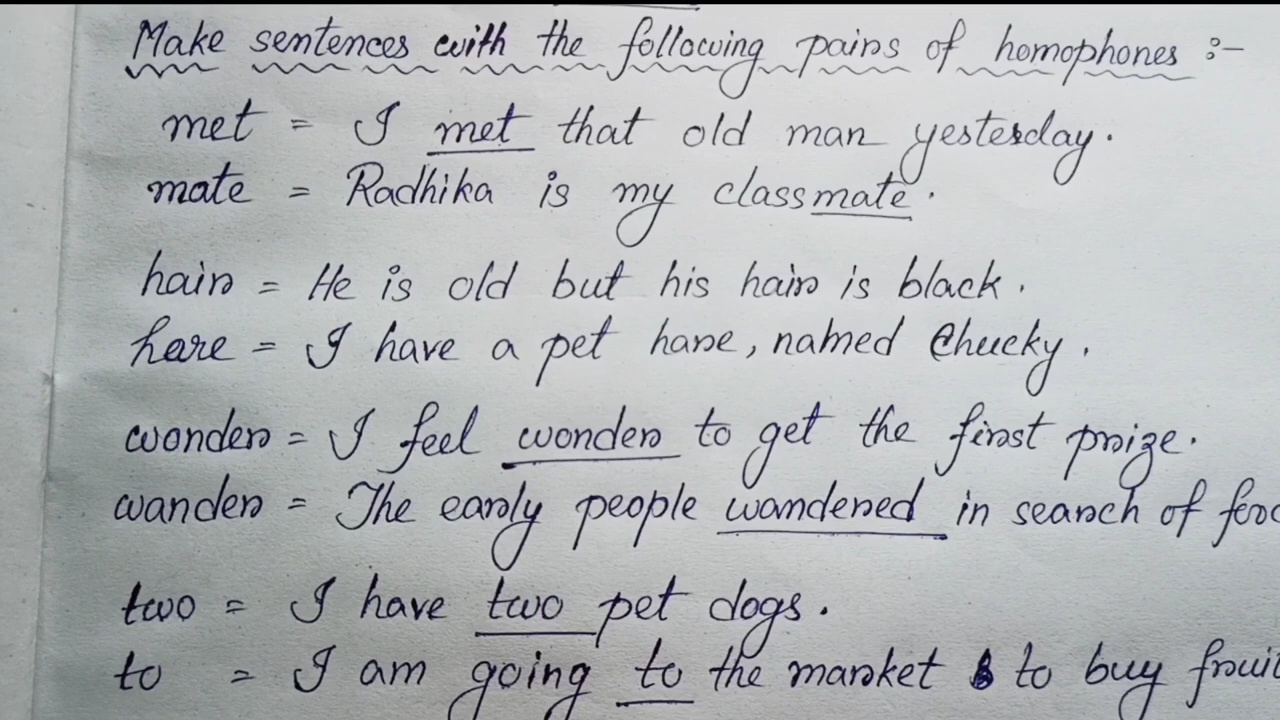 Make sentences with the following pairs of homophones :-
met = I met that old man yesterday.
mate = Radhika is my classmate.
hair = He is old but his hair is black.
hare = I have a pet hare, named Chucky.
wonder = I feel wonder to get the first prize.
wander = The early people wandered in search of foo
two = I have two pet dogs.
to = I am going to the market to buy fruit